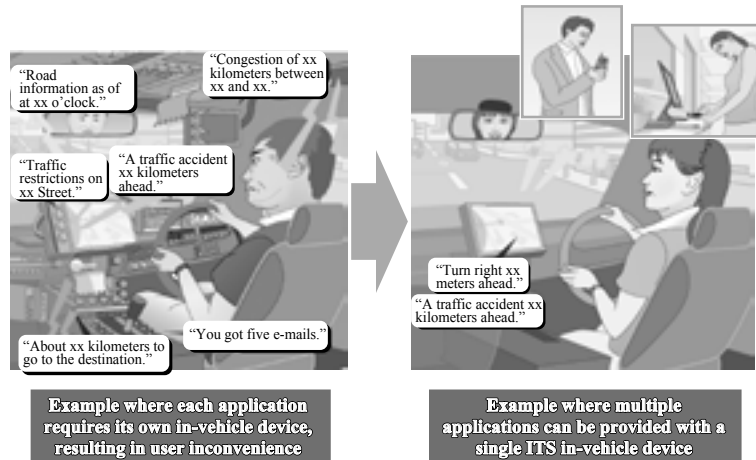 “Road
information as of
at xx o’clock.”
“Congestion of xx
kilometers between
xx and xx.”
“Traffic
restrictions on
xx Street.”
“A traffic accident
xx kilometers
ahead.”
“About xx kilometers to
go to the destination.”
“You got five e-mails.”
Example where each application
requires its own in-vehicle device,
resulting in user inconvenience
“Turn right xx
meters ahead.”
“A traffic accident xx
kilometers ahead.”
Example where multiple
applications can be provided with a
single ITS in-vehicle device